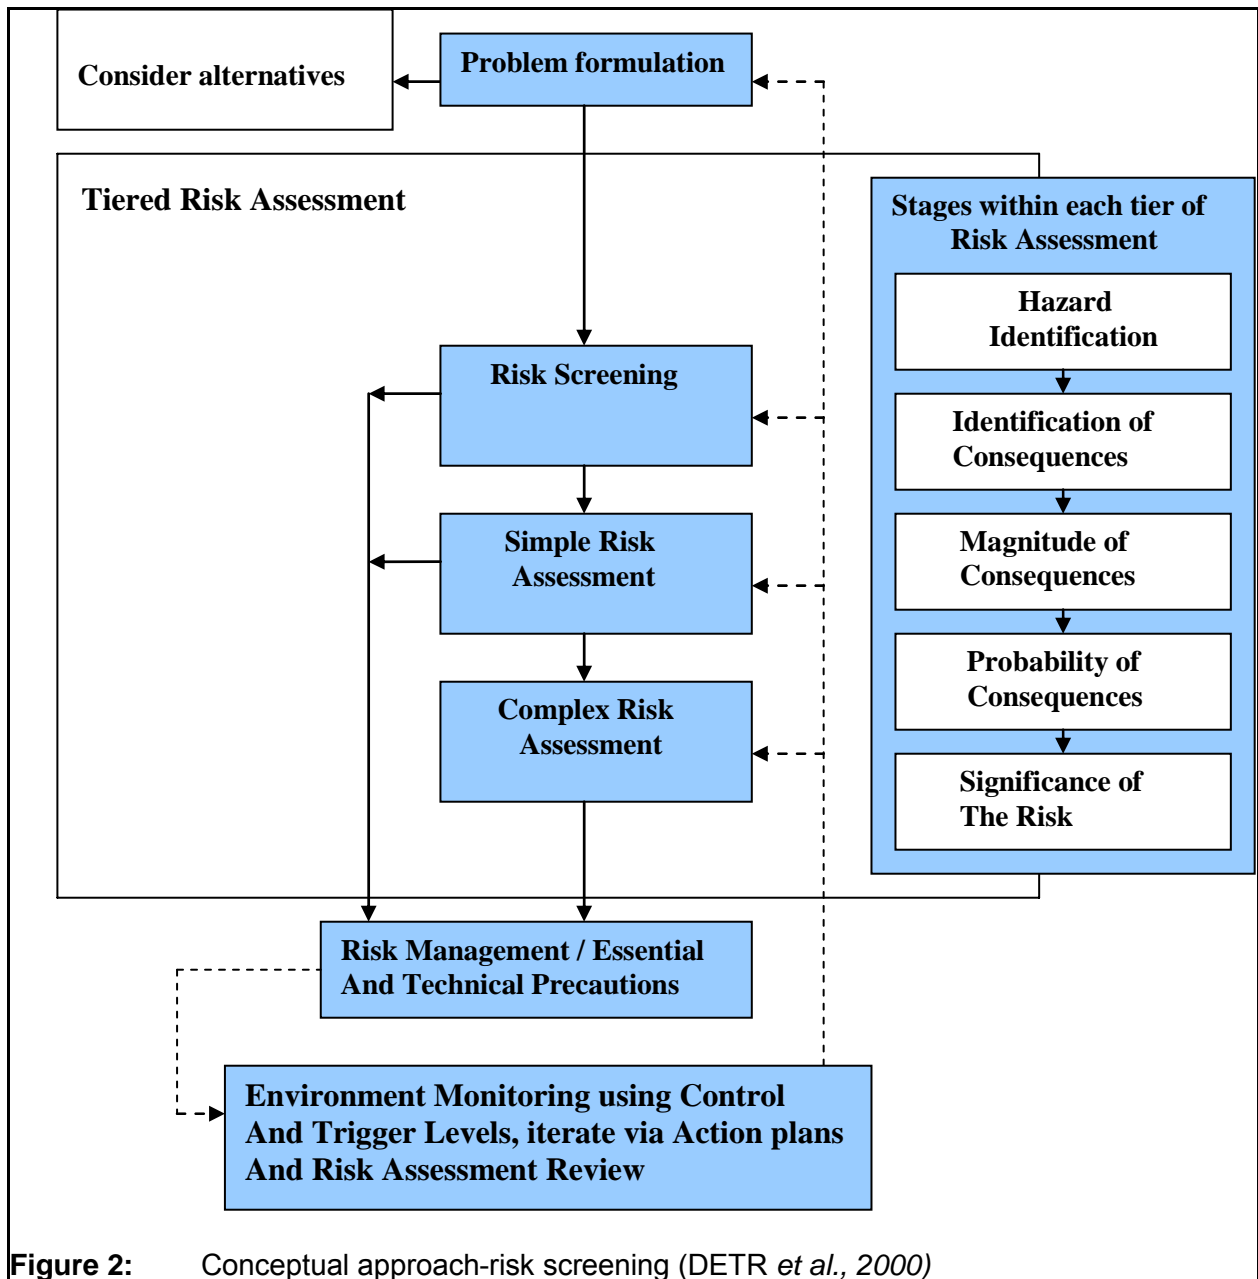 Consider alternatives
Problem formulation
Tiered Risk Assessment
Risk Screening
Simple Risk
Assessment
Complex Risk
Assessment
Stages within each tier of
Risk Assessment
Hazard
Identification
Identification of
Consequences
Magnitude of
Consequences
Probability of
Consequences
Significance of
The Risk
Risk Management / Essential
And Technical Precautions
Environment Monitoring using Control
And Trigger Levels, iterate via Action plans
And Risk Assessment Review
Figure 2: Conceptual approach-risk screening (DETR et al., 2000)